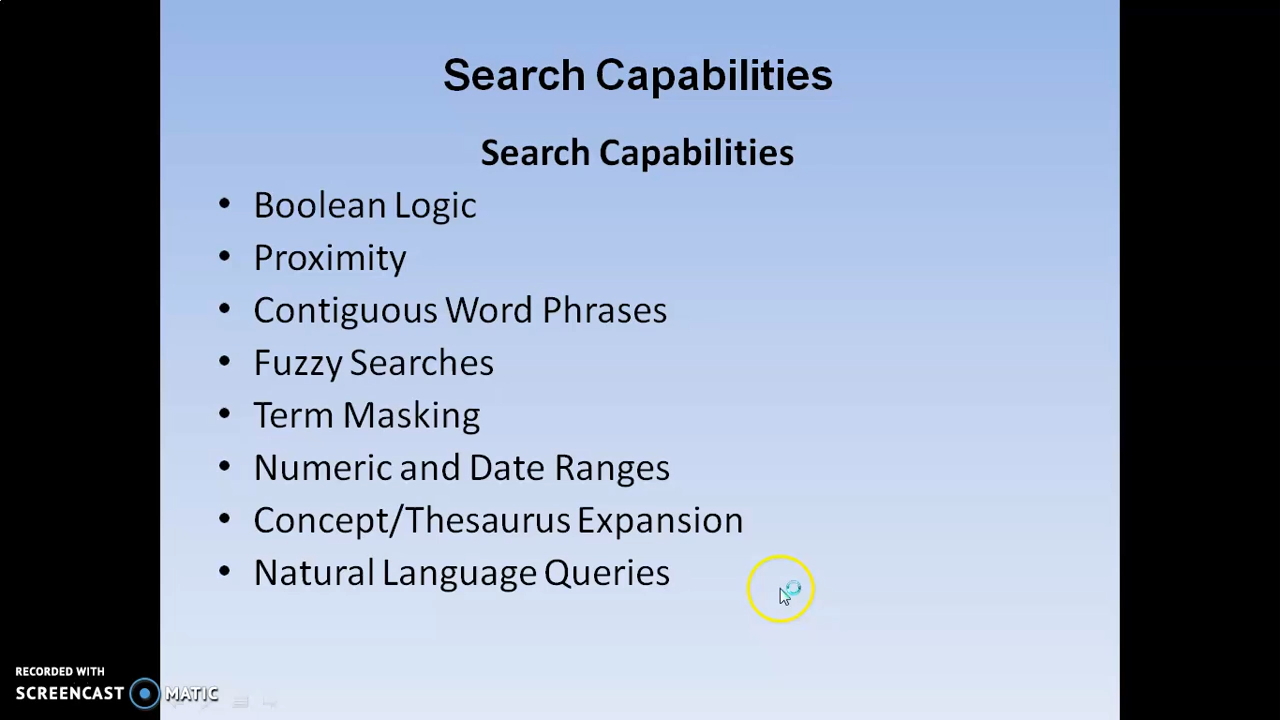 Search Capabilities
Search Capabilities
• Boolean Logic
• Proximity
• Contiguous Word Phrases
• Fuzzy Searches
• Term Masking
• Numeric and Date Ranges
• Concept/Thesaurus Expansion
• Natural Language Queries
RECORDED WITH
SCREENCAST MATIC